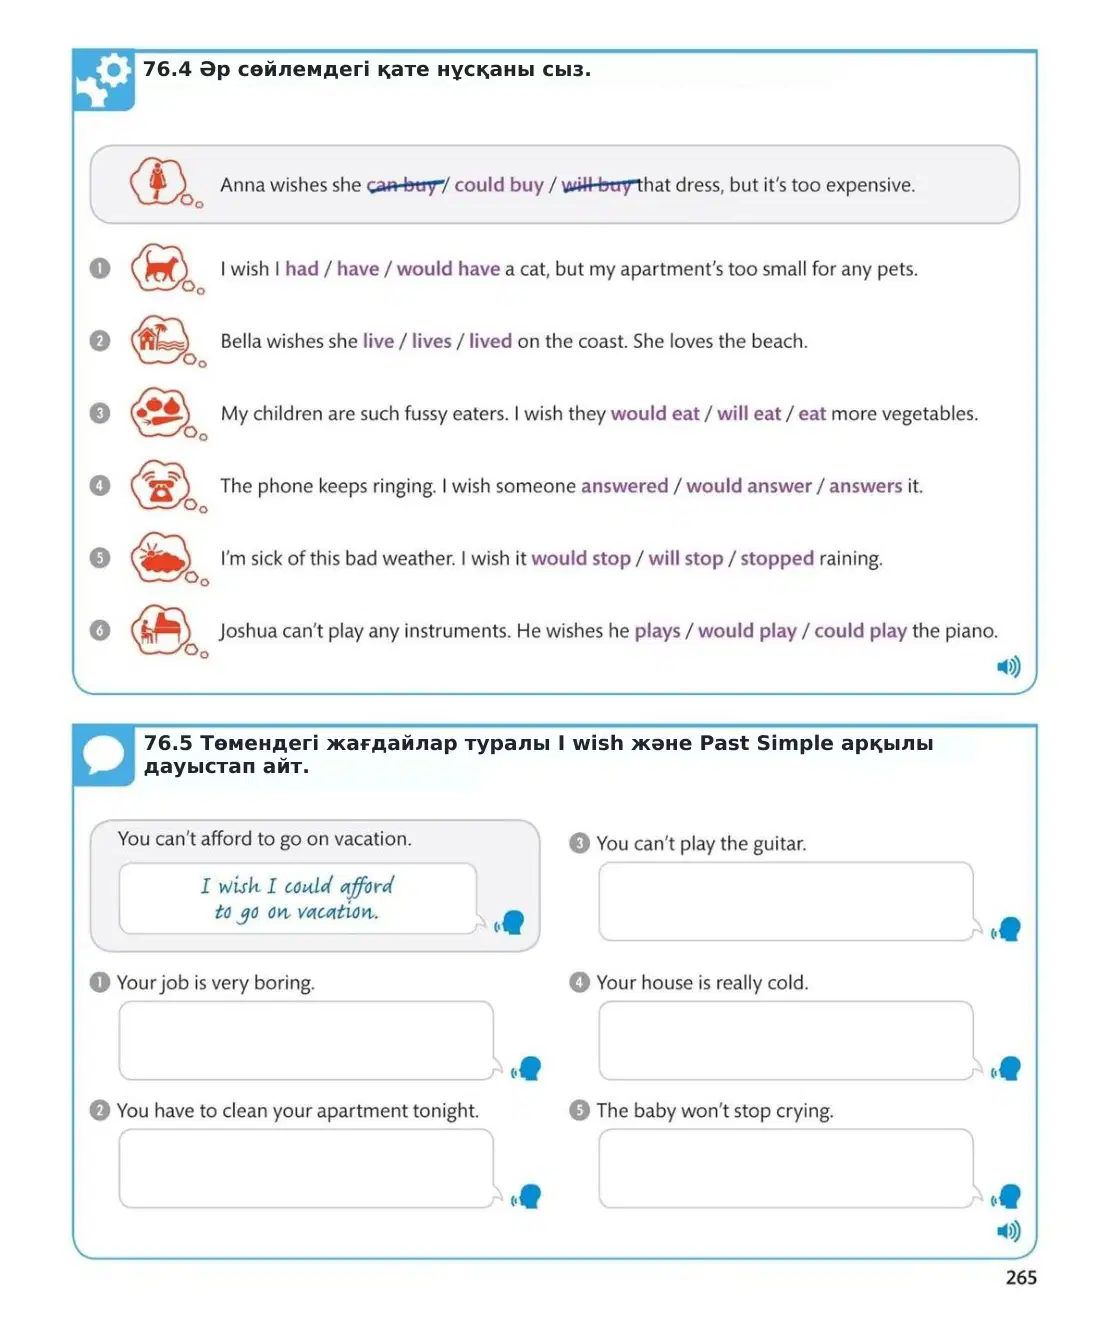 76.4 Әр сөйлемдегі қате нұсқаны сыз.
Anna wishes she can buy / could buy / will buy that dress, but it's too expensive.
1 I wish I had / have / would have a cat, but my apartment's too small for any pets.
2 Bella wishes she live / lives / lived on the coast. She loves the beach.
3 My children are such fussy eaters. I wish they would eat / will eat / eat more vegetables.
4 The phone keeps ringing. I wish someone answered / would answer / answers it.
5 I'm sick of this bad weather. I wish it would stop / will stop / stopped raining.
6 Joshua can't play any instruments. He wishes he plays / would play / could play the piano.
76.5 Төмендегі жағдайлар туралы I wish және Past Simple арқылы
дауыстап айт.
You can't afford to go on vacation.
I wish I could afford
to go on vacation.
1 Your job is very boring.
2 You have to clean your apartment tonight.
3 You can't play the guitar.
4 Your house is really cold.
5 The baby won't stop crying.
265